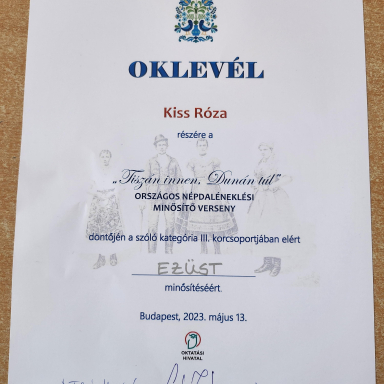 OKLEVÉL
Kiss Róza
részére a
„Tiszán innen, Dunán túl”
ORSZÁGOS NÉPDALÉNEKLÉSI
MINŐSÍTŐ VERSENY
döntőjén a szóló kategória III. korcsoportjában elért
EZÜST
minősítéséért.
Budapest, 2023. május 13.
OKTATÁSI
HIVATAL